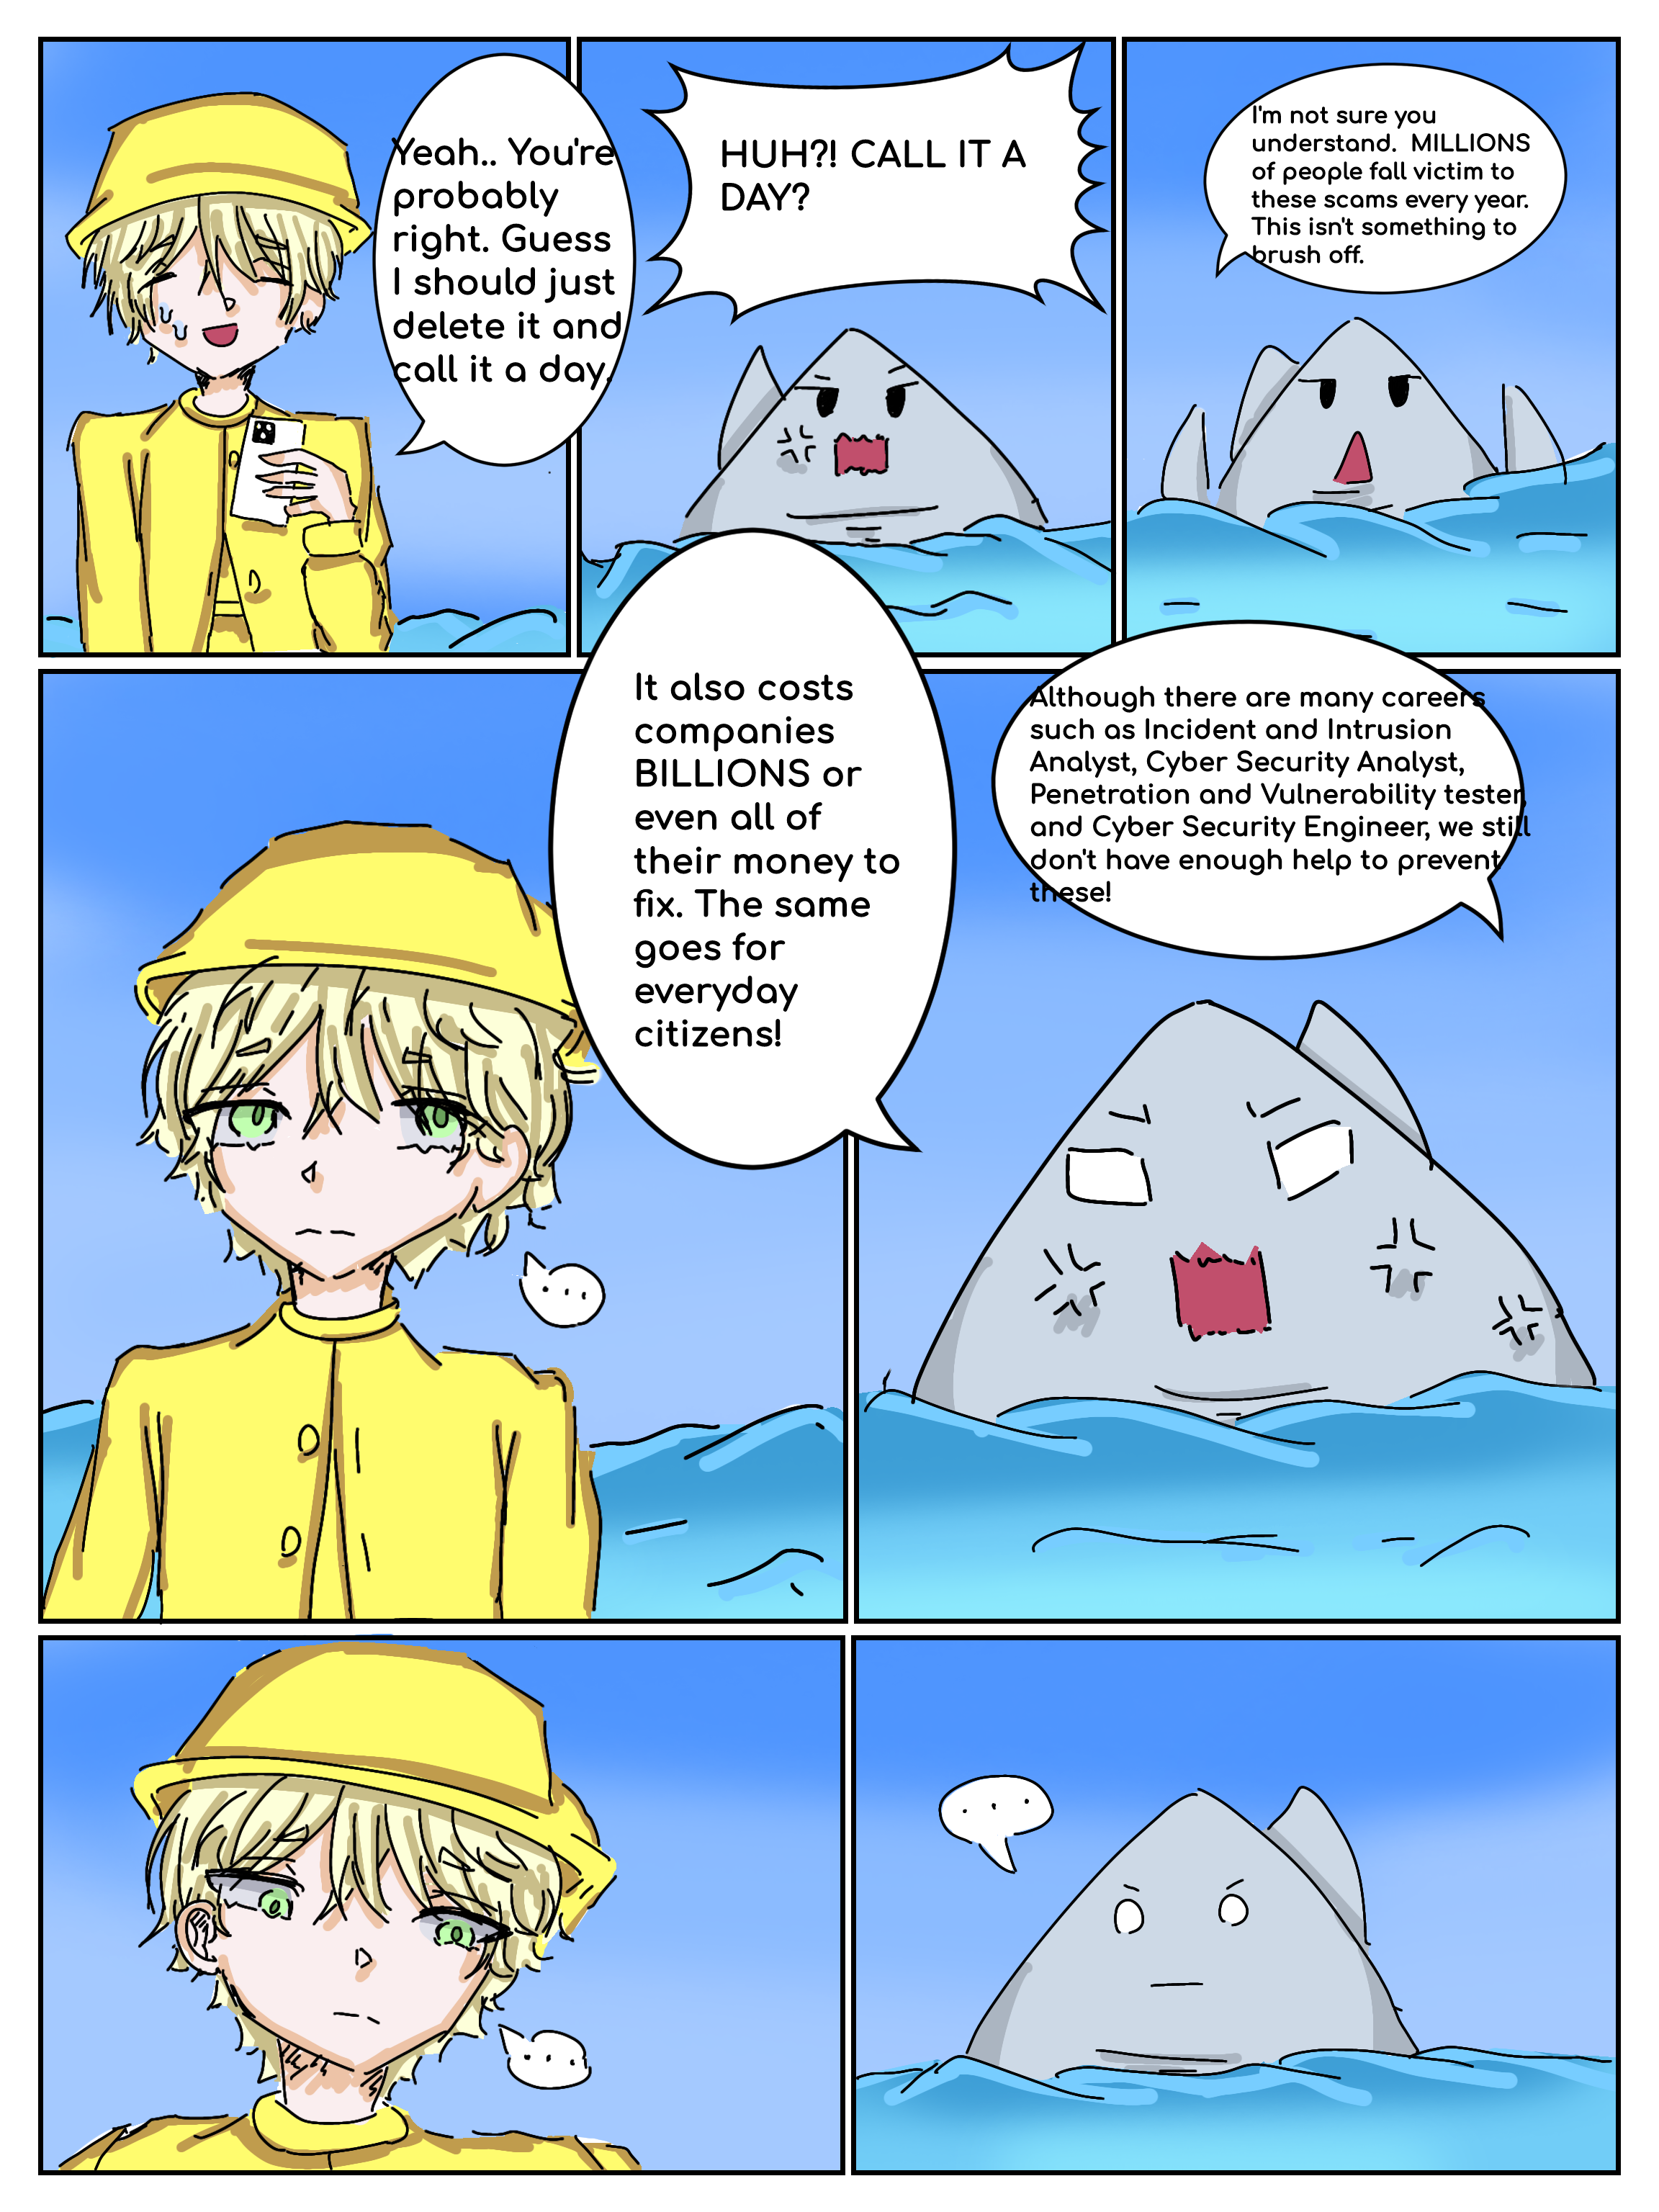 Yeah.. You're
probably
right. Guess
I should just
delete it and
call it a day.
HUH?! CALL IT A
DAY?
I'm not sure you
understand.  MILLIONS
of people fall victim to
these scams every year.
This isn't something to
brush off.
It also costs
companies
BILLIONS or
even all of
their money to
fix. The same
goes for
everyday
citizens!
Although there are many careers
such as Incident and Intrusion
Analyst, Cyber Security Analyst,
Penetration and Vulnerability tester,
and Cyber Security Engineer, we still
don't have enough help to prevent
these!
...
...
...